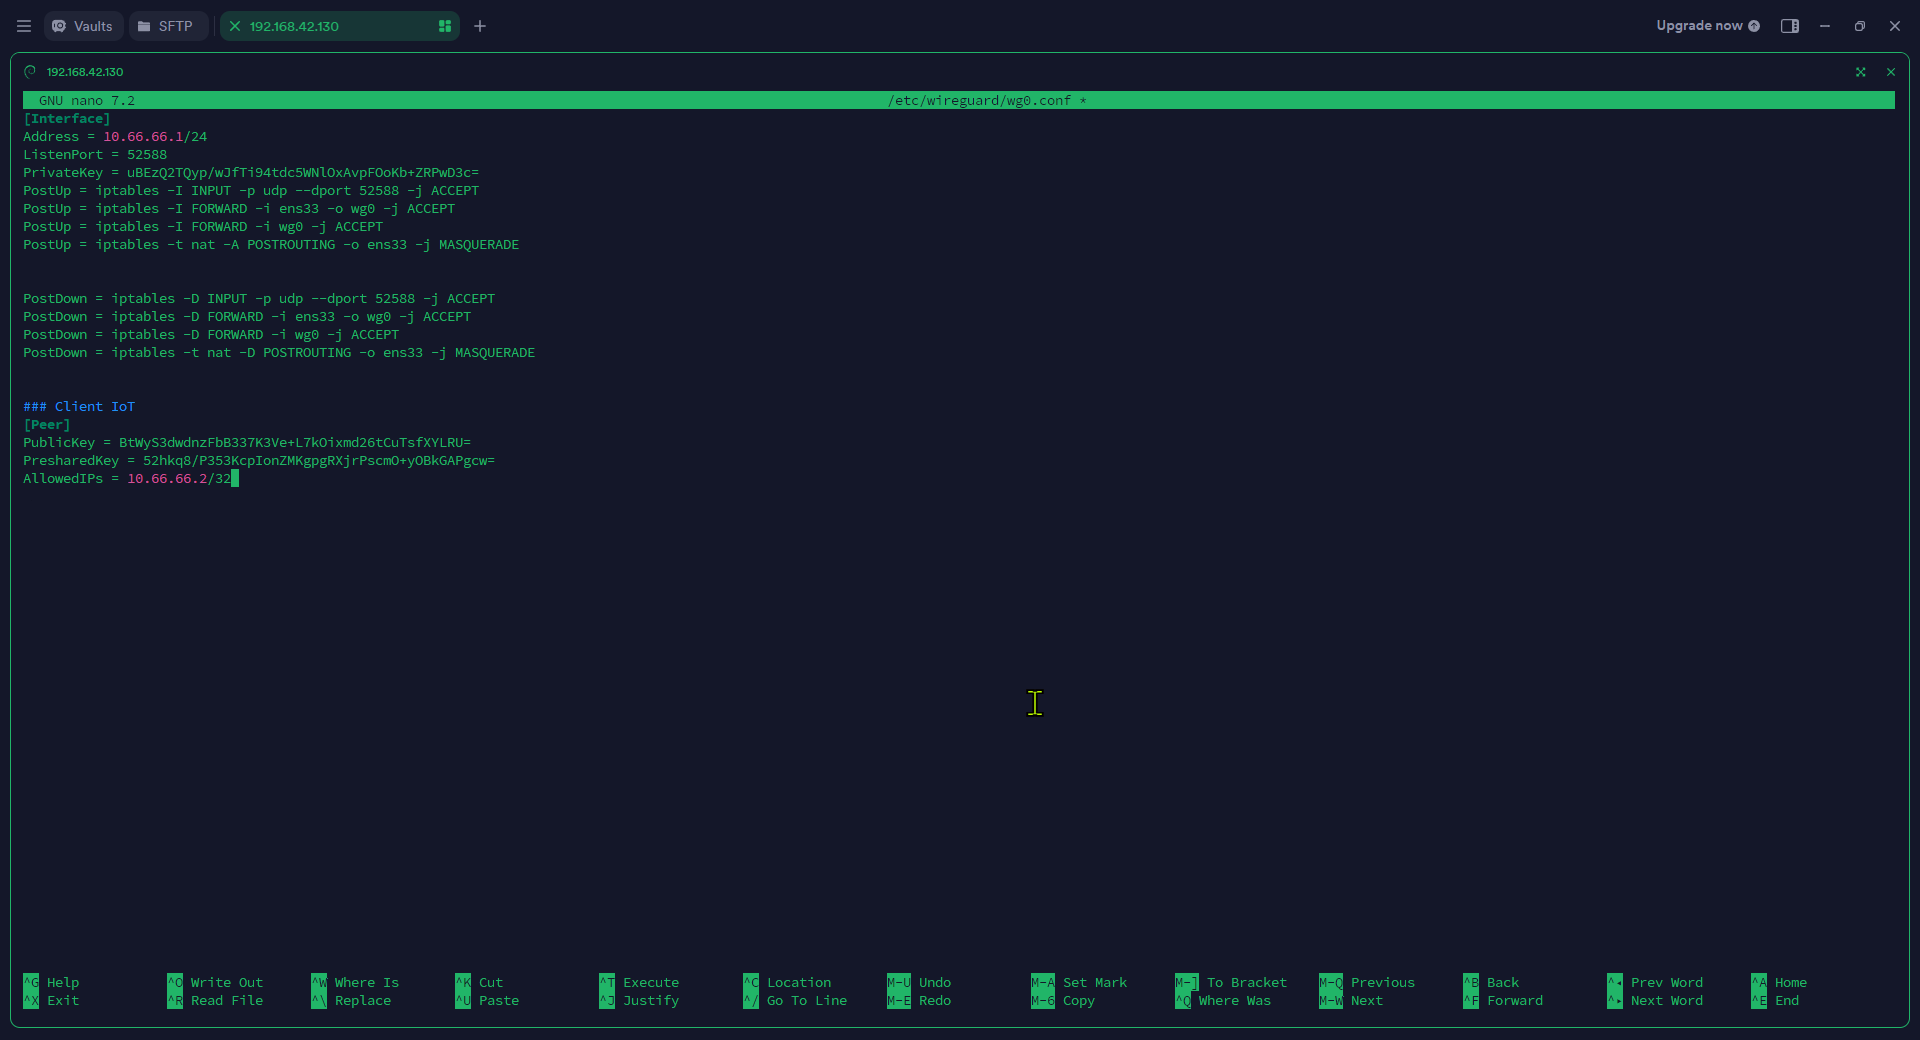 Vaults SFTP 192.168.42.130 Upgrade now
192.168.42.130
GNU nano 7.2 /etc/wireguard/wg0.conf *
[Interface]
Address = 10.66.66.1/24
ListenPort = 52588
PrivateKey = uBEzQ2TQyp/wJfTi94tdc5WNlOxAvpFOoKb+ZRPwD3c=
PostUp = iptables -I INPUT -p udp --dport 52588 -j ACCEPT
PostUp = iptables -I FORWARD -i ens33 -o wg0 -j ACCEPT
PostUp = iptables -I FORWARD -i wg0 -j ACCEPT
PostUp = iptables -t nat -A POSTROUTING -o ens33 -j MASQUERADE
PostDown = iptables -D INPUT -p udp --dport 52588 -j ACCEPT
PostDown = iptables -D FORWARD -i ens33 -o wg0 -j ACCEPT
PostDown = iptables -D FORWARD -i wg0 -j ACCEPT
PostDown = iptables -t nat -D POSTROUTING -o ens33 -j MASQUERADE
### Client IoT
[Peer]
PublicKey = BtWyS3dwdnzFbB337K3Ve+L7kOixmd26tCuTsfXYLRU=
PresharedKey = 52hkq8/P353KcpIonZMKgpgRXjrPscmO+yOBkGAPgcw=
AllowedIPs = 10.66.66.2/32
^G Help ^O Write Out ^W Where Is ^K Cut ^T Execute ^C Location M-U Undo M-A Set Mark M-] To Bracket M-Q Previous ^B Back ^◂ Prev Word ^A Home
^X Exit ^R Read File ^\ Replace ^U Paste ^J Justify ^/ Go To Line M-E Redo M-6 Copy ^Q Where Was M-W Next ^F Forward ^▸ Next Word ^E End